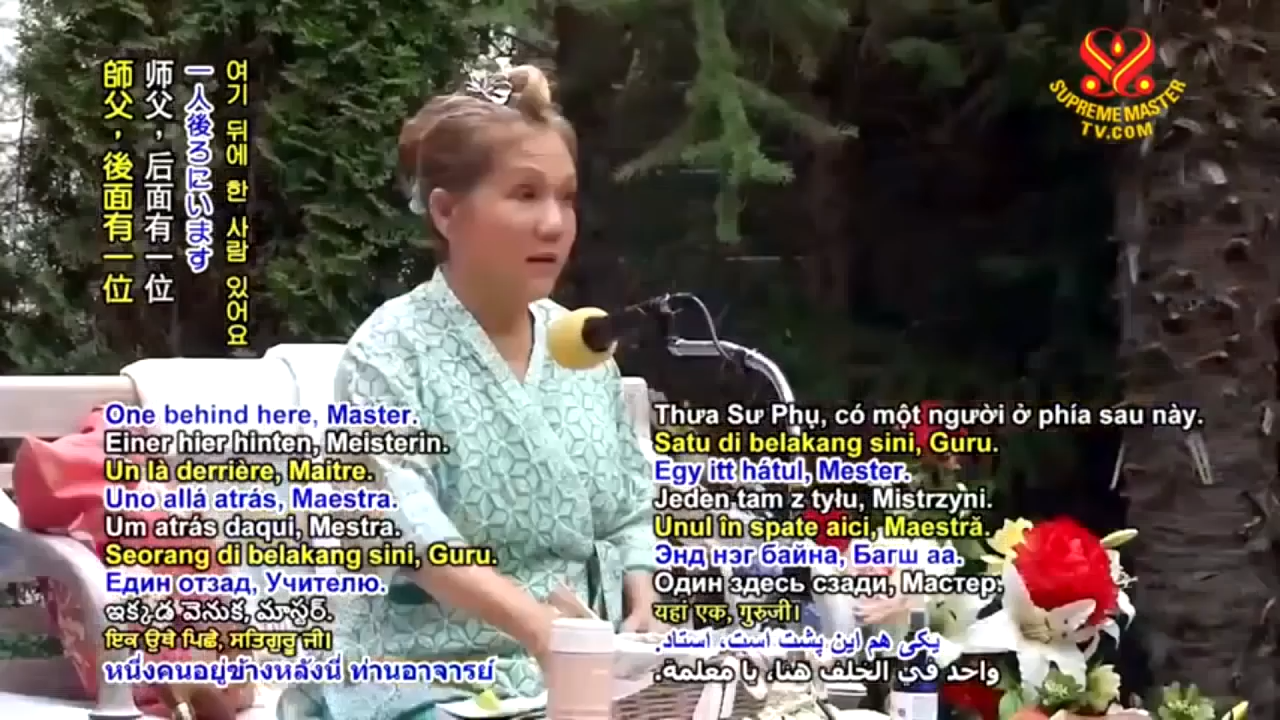 여기 뒤에 한 사람 있어요
一人後ろにいます
师父，后面有一位
師父，後面有一位
SUPREME MASTER
TV.COM
One behind here, Master.
Einer hier hinten, Meisterin.
Un là derrière, Maitre.
Uno allá atrás, Maestra.
Um atrás daqui, Mestra.
Seorang di belakang sini, Guru.
Един отзад, Учителю.
ఇక్కడ వెనుక, మాస్టర్.
ਇਕ ਉਥੇ ਪਿਛੇ, ਸਤਿਗੁਰੂ ਜੀ।
หนึ่งคนอยู่ข้างหลังนี่ ท่านอาจารย์
Thưa Sư Phụ, có một người ở phía sau này.
Satu di belakang sini, Guru.
Egy itt hátul, Mester.
Jeden tam z tyłu, Mistrzyni.
Unul în spate aici, Maestră.
Энд нэг байна, Багш аа.
Один здесь сзади, Мастер.
यहां एक, गुरुजी।
یکی هم این پشت است، استاد.
واحد في الخلف هنا، يا معلمة.